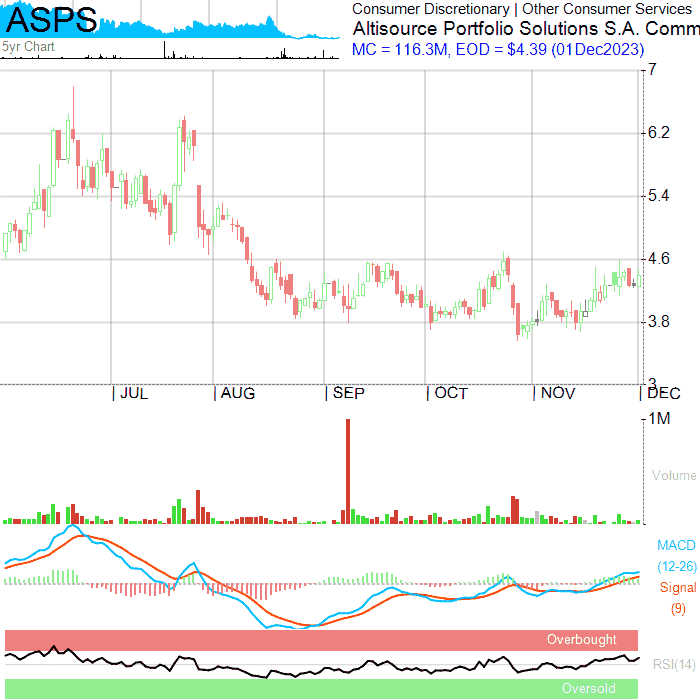 ASPS
5yr Chart
Consumer Discretionary | Other Consumer Services
Altisource Portfolio Solutions S.A. Comm
MC = 116.3M, EOD = $4.39 (01Dec2023)
7
6.2
5.4
4.6
3.8
3
JUL
AUG
SEP
OCT
NOV
DEC
1M
Volume
MACD
(12-26)
Signal
(9)
Overbought
RSI(14)
Oversold